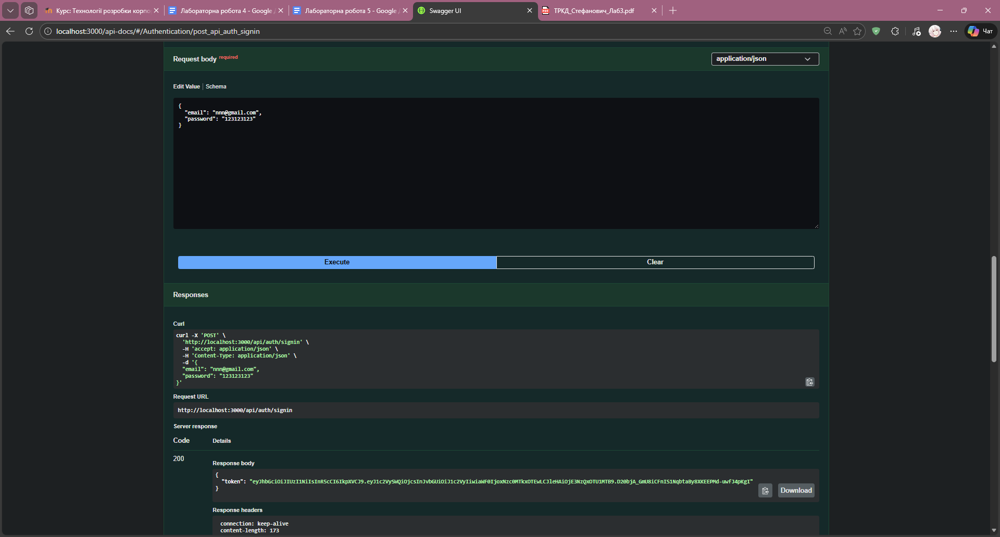 Курс: Технології розробки корпо
Лабораторна робота 4 - Google
Лабораторна робота 5 - Google
Swagger UI
ТРКД_Стефанович_Лаб3.pdf
localhost:3000/api-docs/#/Authentication/post_api_auth_signin
Чат
Request body required
application/json
Edit Value | Schema
{
"email": "nnn@gmail.com",
"password": "123123123"
}
Execute
Clear
Responses
Curl
curl -X 'POST' \
'http://localhost:3000/api/auth/signin' \
-H 'accept: application/json' \
-H 'Content-Type: application/json' \
-d '{
"email": "nnn@gmail.com",
"password": "123123123"
}'
Request URL
http://localhost:3000/api/auth/signin
Server response
Code Details
200
Response body
{
"token": "eyJhbGciOiJIUzI1NiIsInR5cCI6IkpXVCJ9.eyJ1c2VySWQiOjcsInJvbGUiOiJ1c2VyIiwiaWF0IjoxNzc0MTkxOTEwLCJleHAiOjE3NzQxOTU1MTB9.D20bjA_GmU8iCFnIS1NqbtaBy8XKEEPMd-uwfJ4pKgI"
}
Download
Response headers
connection: keep-alive
content-length: 173